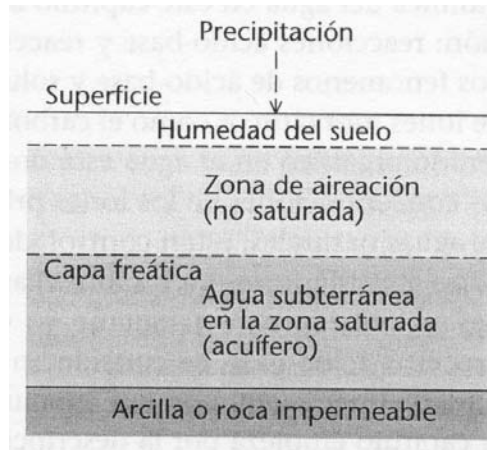 Precipitación
Superficie
Humedad del suelo
Zona de aireación
(no saturada)
Capa freática
Agua subterránea
en la zona saturada
(acuífero)
Arcilla o roca impermeable